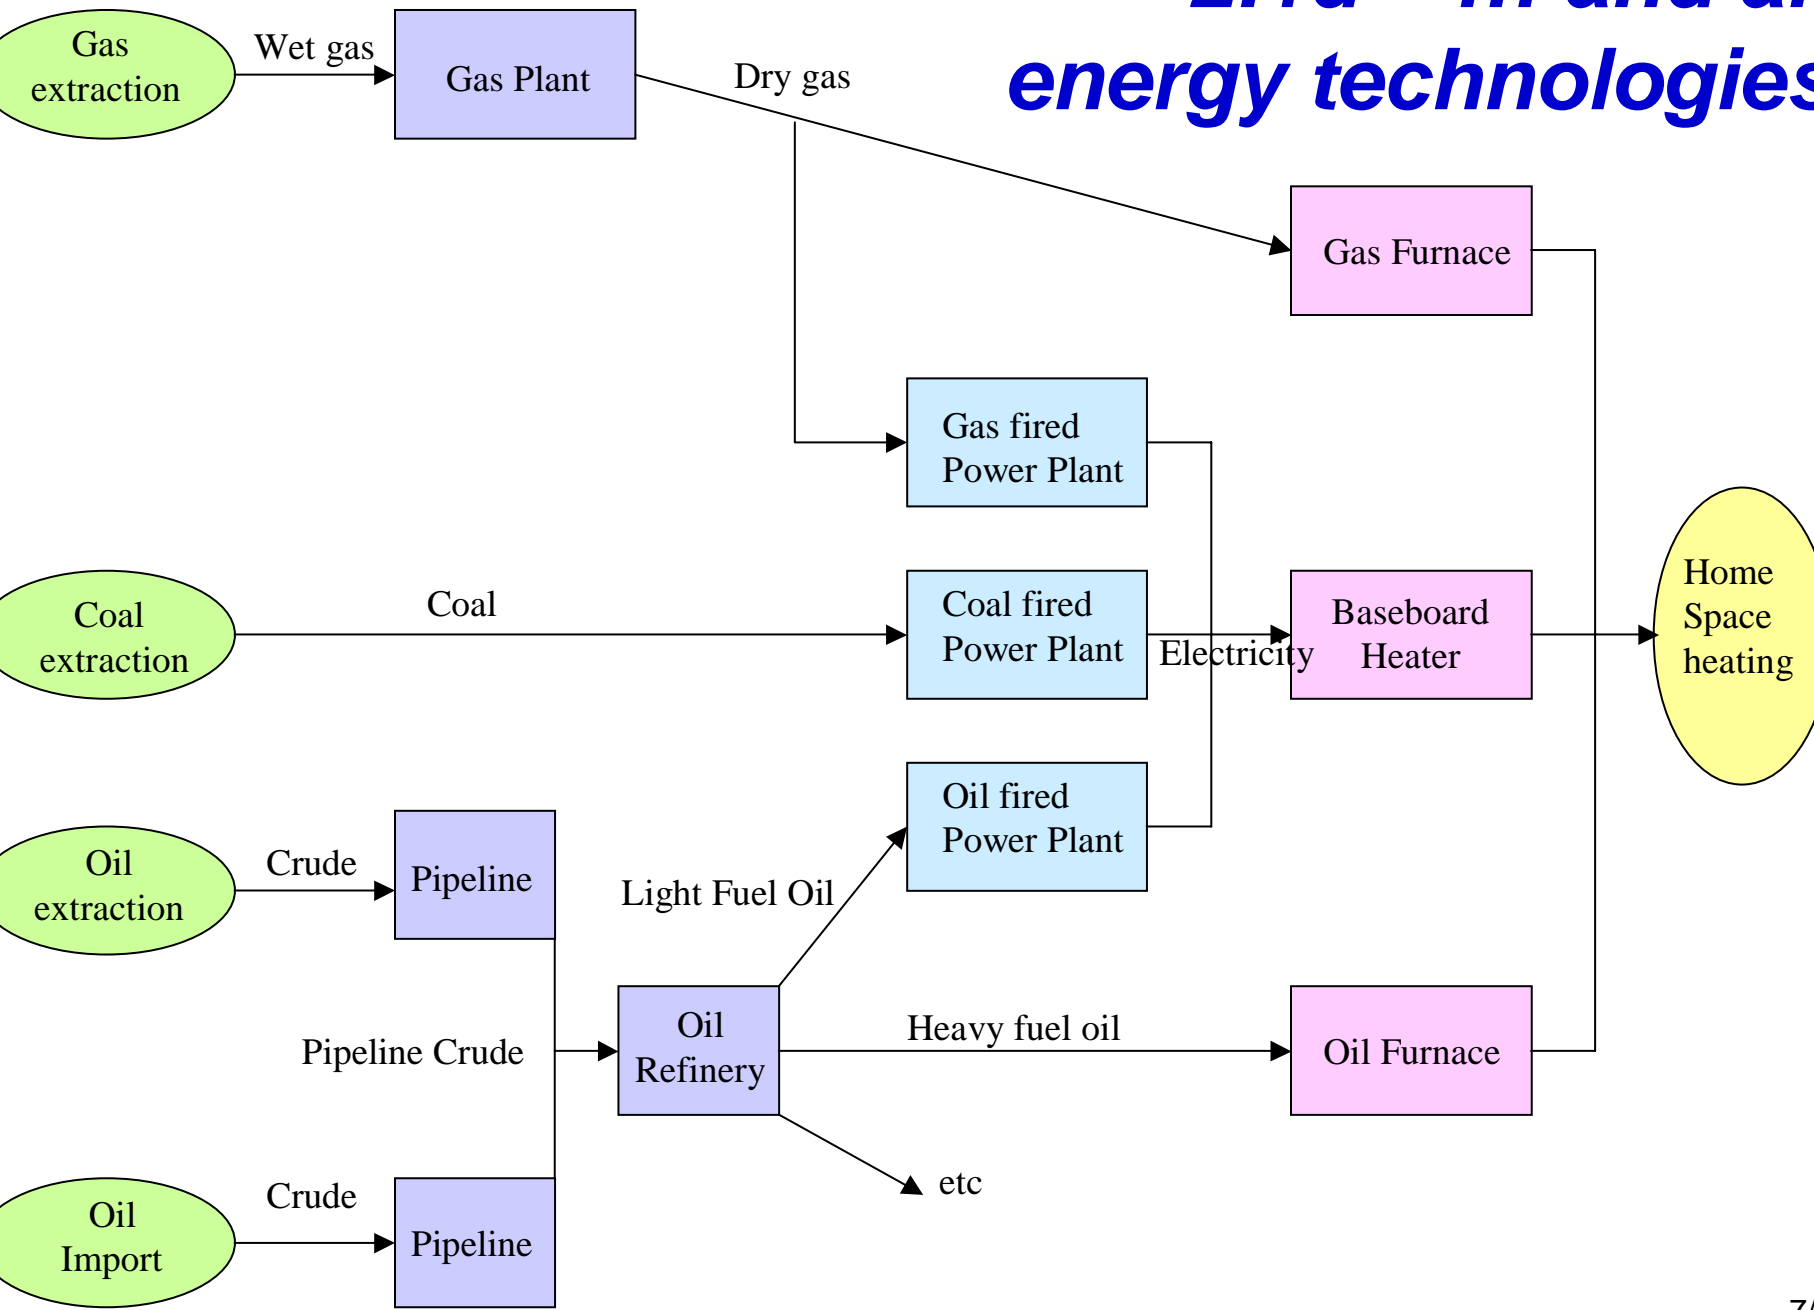 energy technologies
Gas
extraction
Wet gas
Gas Plant
Dry gas
Gas Furnace
Gas fired
Power Plant
Coal
extraction
Coal
Coal fired
Power Plant
Electricity
Baseboard
Heater
Home
Space
heating
Oil fired
Power Plant
Oil
extraction
Crude
Pipeline
Light Fuel Oil
Pipeline Crude
Oil
Refinery
Heavy fuel oil
Oil Furnace
etc
Oil
Import
Crude
Pipeline